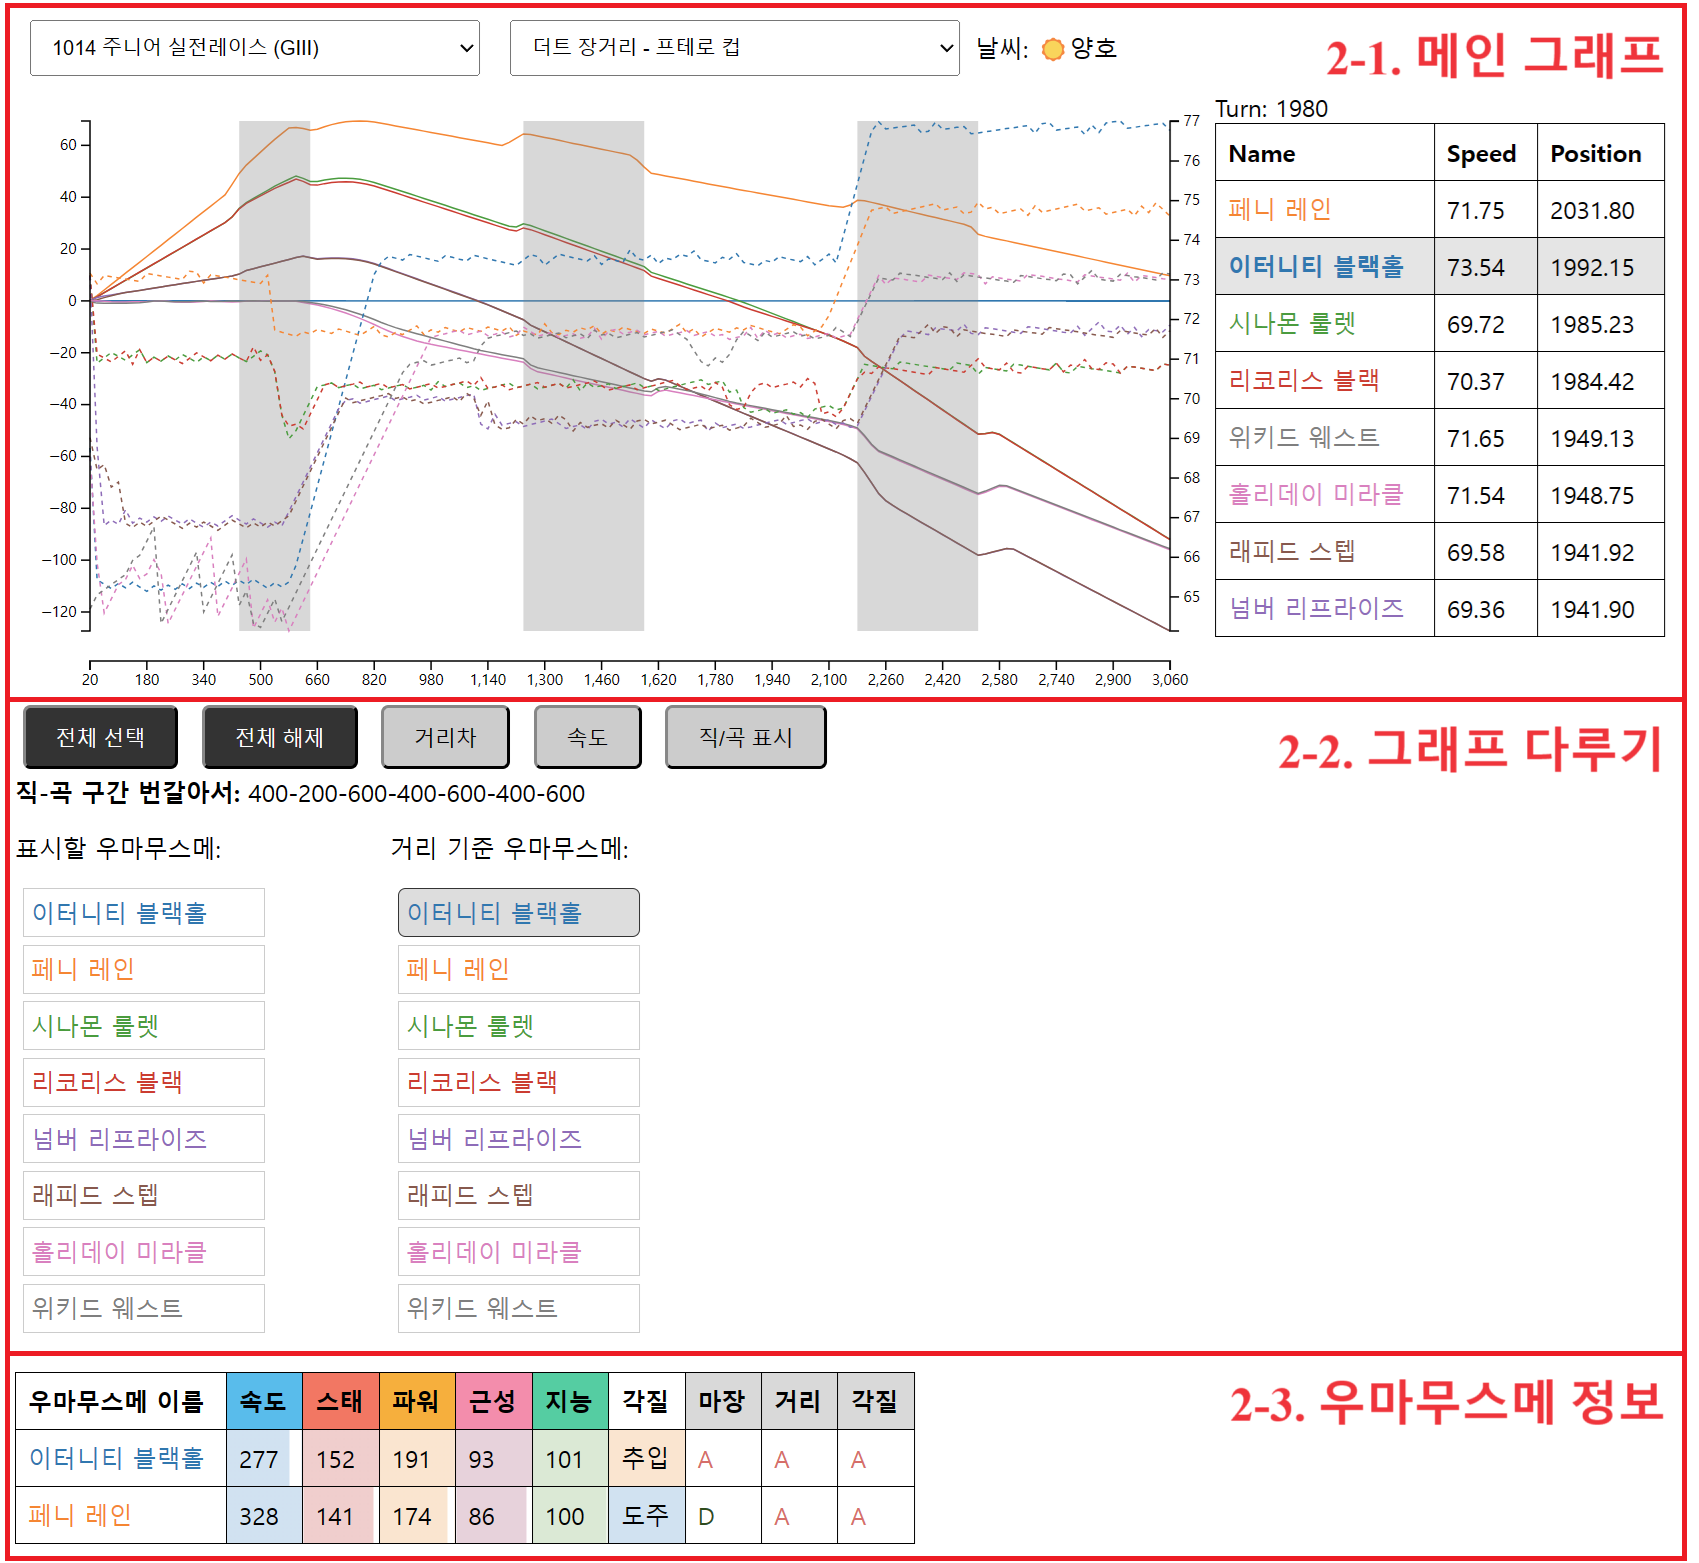 1014 주니어 실전레이스 (GIII)
더트 장거리 - 프테로 컵
날씨: 양호
2-1. 메인 그래프
Turn: 1980
Name Speed Position
페니 레인 71.75 2031.80
이터니티 블랙홀 73.54 1992.15
시나몬 룰렛 69.72 1985.23
리코리스 블랙 70.37 1984.42
위키드 웨스트 71.65 1949.13
홀리데이 미라클 71.54 1948.75
래피드 스텝 69.58 1941.92
넘버 리프라이즈 69.36 1941.90
60
40
20
0
−20
−40
−60
−80
−100
−120
77
76
75
74
73
72
71
70
69
68
67
66
65
20 180 340 500 660 820 980 1,140 1,300 1,460 1,620 1,780 1,940 2,100 2,260 2,420 2,580 2,740 2,900 3,060
전체 선택 전체 해제 거리차 속도 직/곡 표시
2-2. 그래프 다루기
직-곡 구간 번갈아서: 400-200-600-400-600-400-600
표시할 우마무스메: 거리 기준 우마무스메:
이터니티 블랙홀 이터니티 블랙홀
페니 레인 페니 레인
시나몬 룰렛 시나몬 룰렛
리코리스 블랙 리코리스 블랙
넘버 리프라이즈 넘버 리프라이즈
래피드 스텝 래피드 스텝
홀리데이 미라클 홀리데이 미라클
위키드 웨스트 위키드 웨스트
2-3. 우마무스메 정보
우마무스메 이름 속도 스태 파워 근성 지능 각질 마장 거리 각질
이터니티 블랙홀 277 152 191 93 101 추입 A A A
페니 레인 328 141 174 86 100 도주 D A A